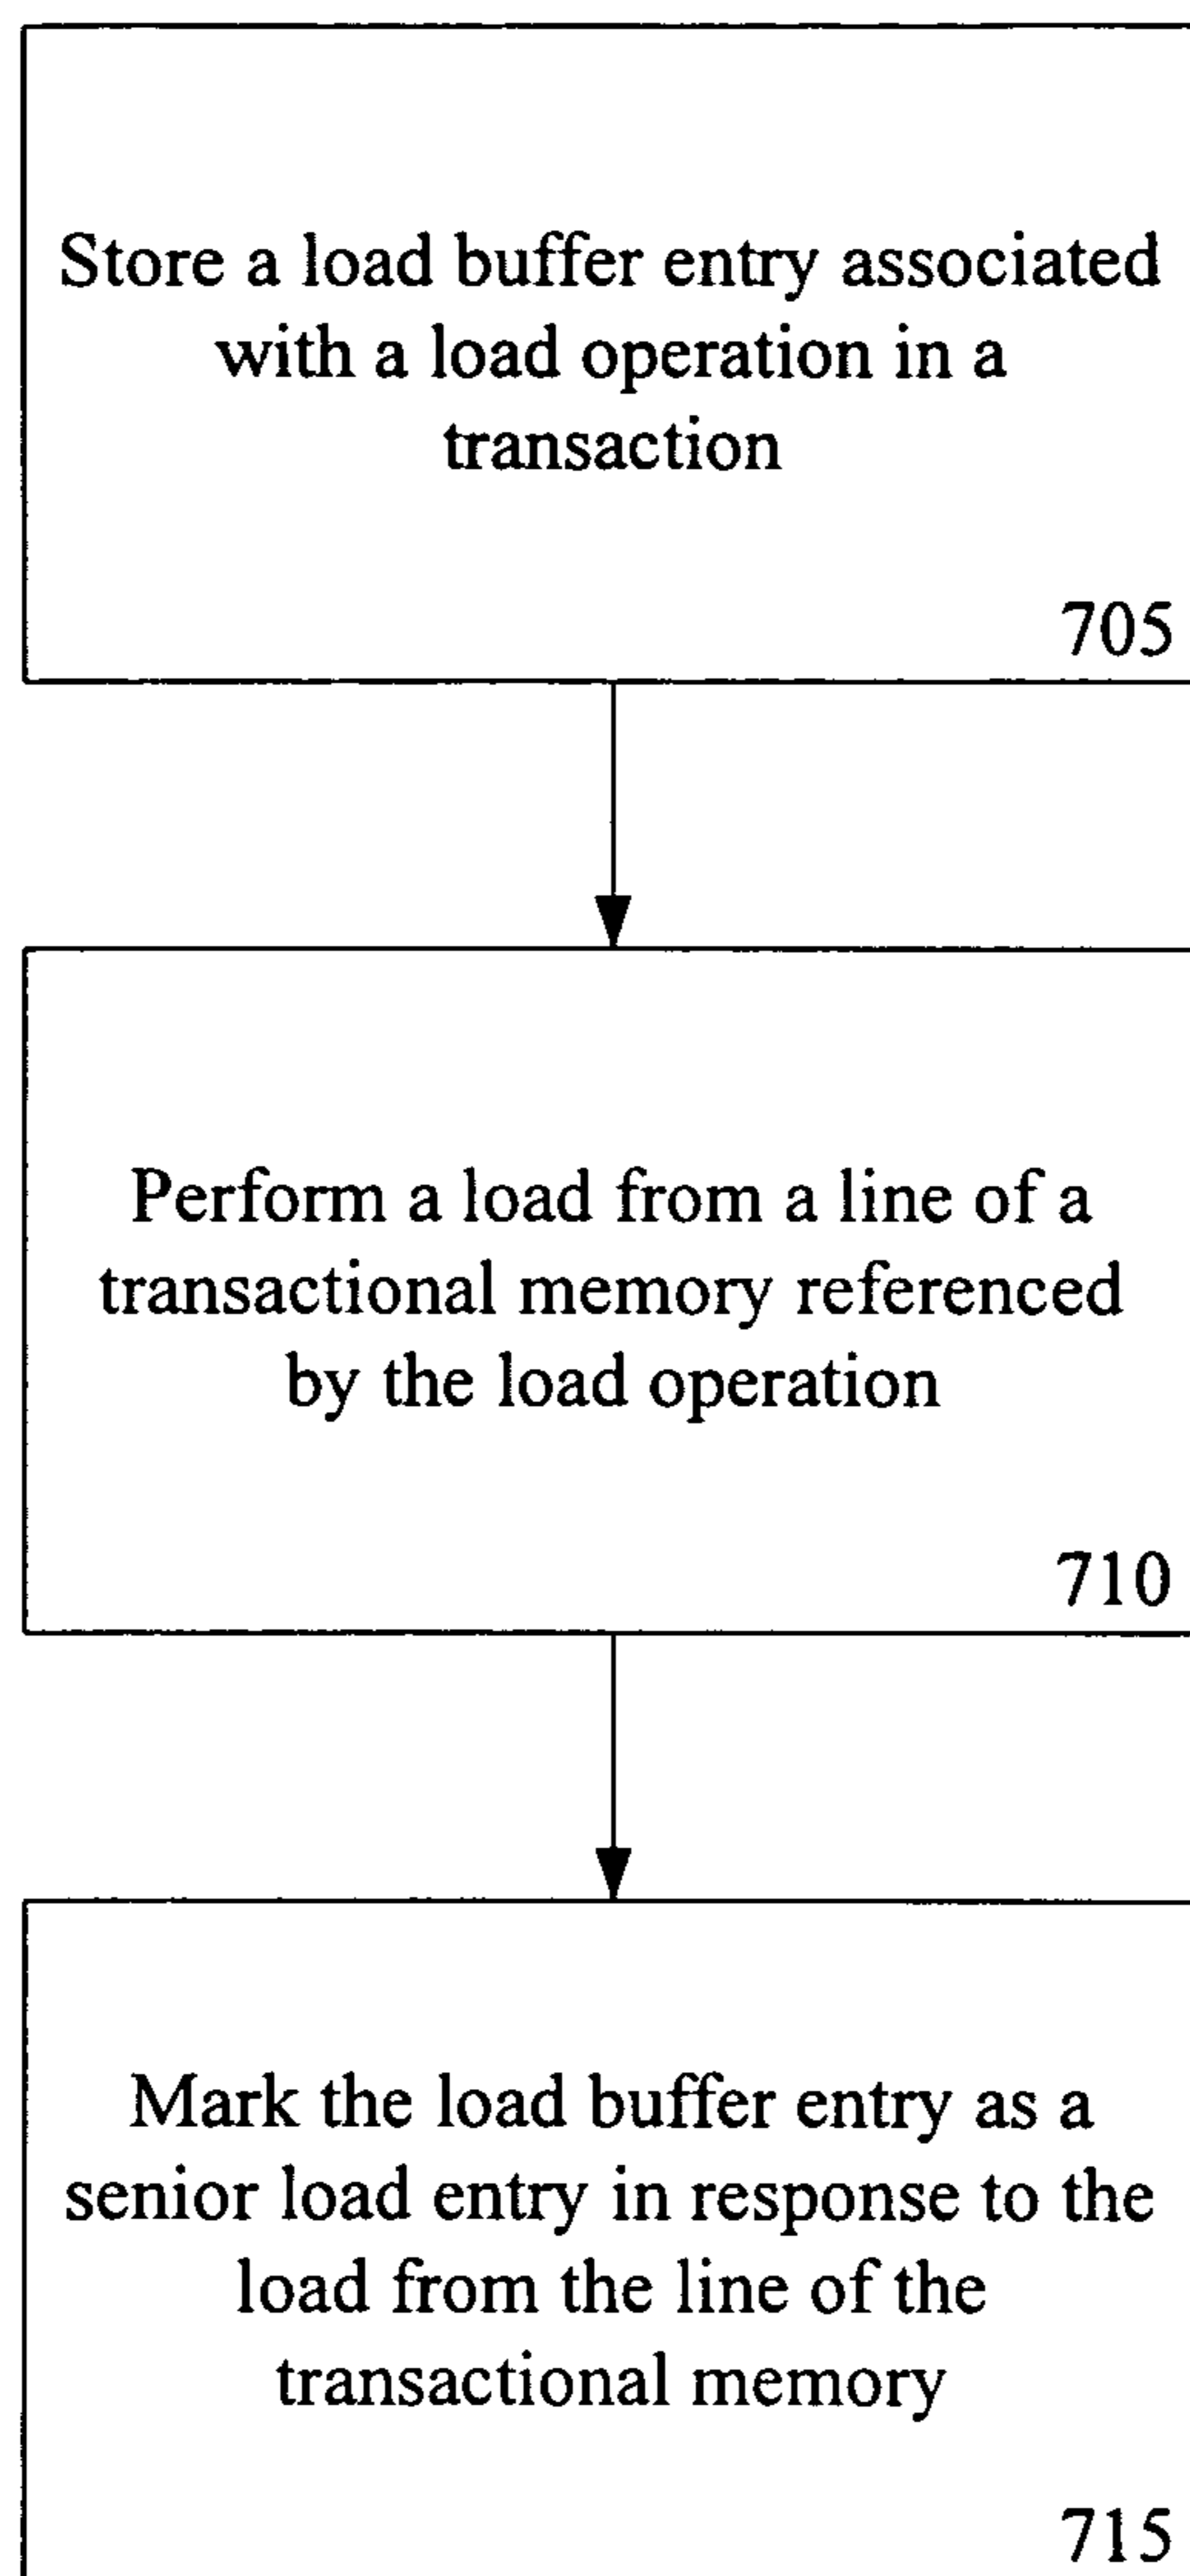 Store a load buffer entry associated
with a load operation in a
transaction
705
Perform a load from a line of a
transactional memory referenced
by the load operation
710
Mark the load buffer entry as a
senior load entry in response to the
load from the line of the
transactional memory
715